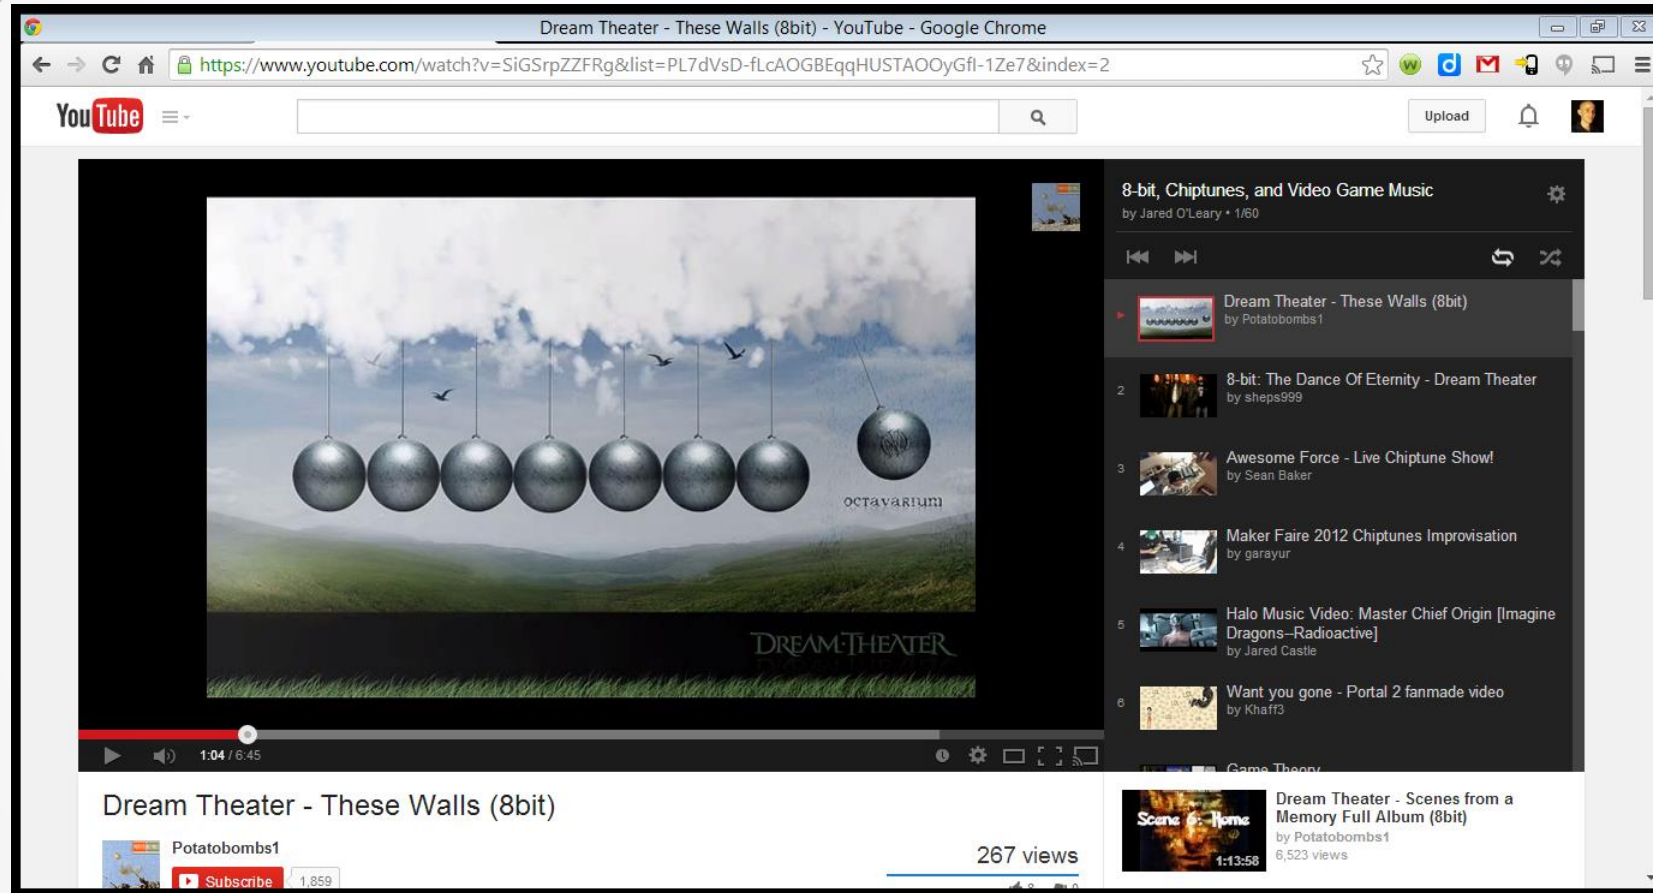 Dream Theater - These Walls (8bit) - YouTube - Google Chrome
https://www.youtube.com/watch?v=SiGSrpZZFRg&list=PL7dVsD-fLcAOGBEqqHUSTAOOyGfI-1Ze7&index=2
YouTube
Upload
octavarium
DREAM THEATER
1:04 / 6:45
8-bit, Chiptunes, and Video Game Music
by Jared O'Leary • 1/60
Dream Theater - These Walls (8bit)
by Potatobombs1
2
8-bit: The Dance Of Eternity - Dream Theater
by sheps999
3
Awesome Force - Live Chiptune Show!
by Sean Baker
4
Maker Faire 2012 Chiptunes Improvisation
by garayur
5
Halo Music Video: Master Chief Origin [Imagine
Dragons--Radioactive]
by Jared Castle
6
Want you gone - Portal 2 fanmade video
by Khaff3
Game Theory
Dream Theater - These Walls (8bit)
Potatobombs1
Subscribe 1,859
267 views
8 0
Scene 6: Home
1:13:58
Dream Theater - Scenes from a
Memory Full Album (8bit)
by Potatobombs1
6,523 views